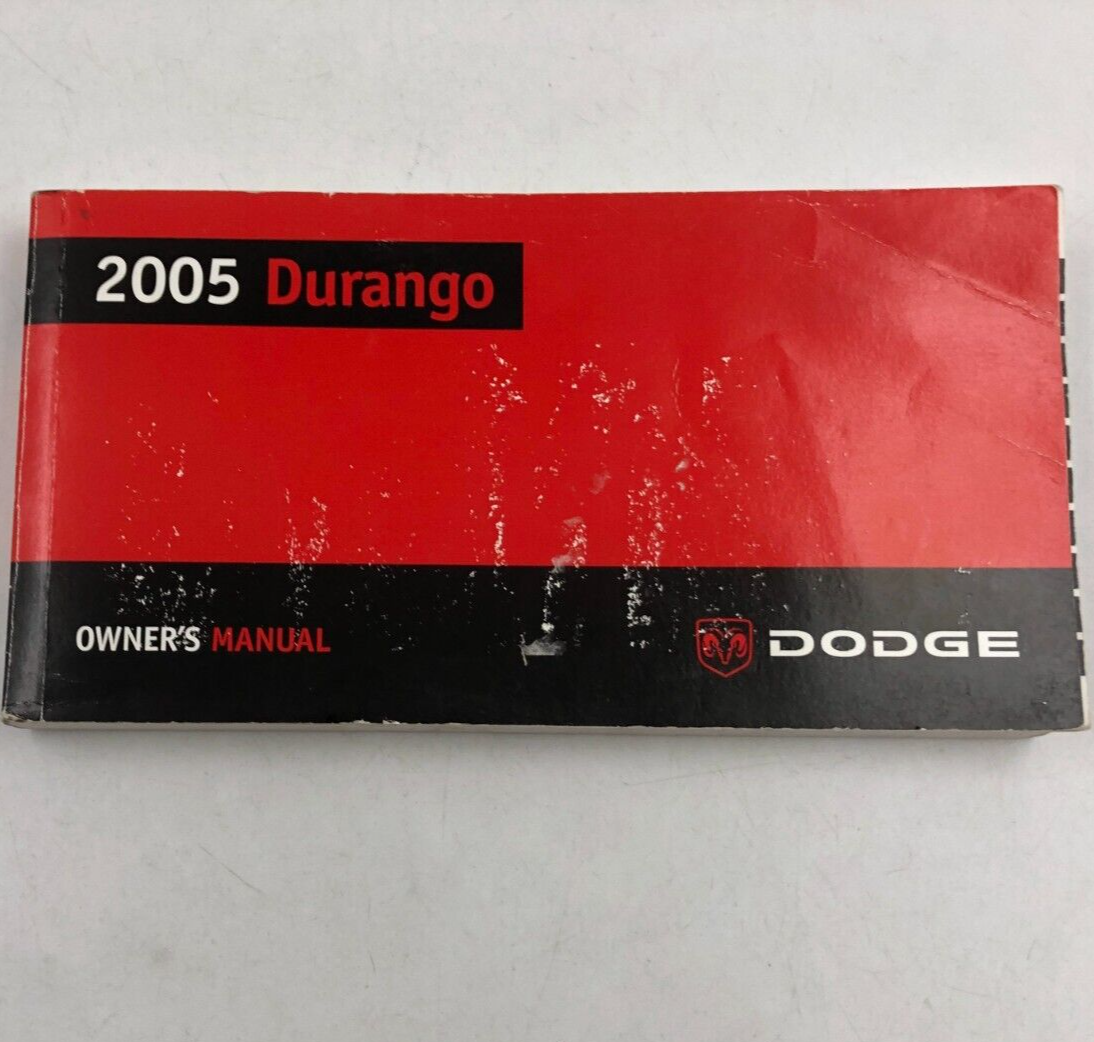 2005 Durango
OWNER'S MANUAL
DODGE